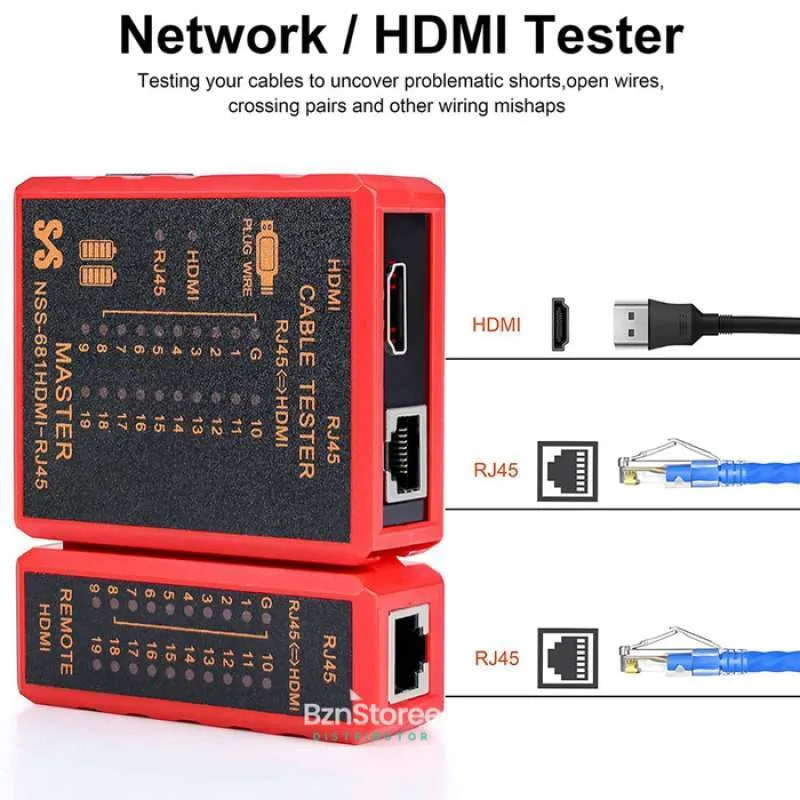 Network / HDMI Tester
Testing your cables to uncover problematic shorts,open wires,
crossing pairs and other wiring mishaps
HDMI
RJ45
CABLE TESTER
RJ45<=>HDMI
PLUG WIRE
HDMI
RJ45
G 1 2 3 4 5 6 7 8 9
10 11 12 13 14 15 16 17 18 19
MASTER
NSS-681HDMI-RJ45
RJ45
RJ45<=>HDMI
G 1 2 3 4 5 6 7 8 9
10 11 12 13 14 15 16 17 18 19
REMOTE
HDMI
HDMI
RJ45
RJ45
BznStoree
DISTRIBUTOR